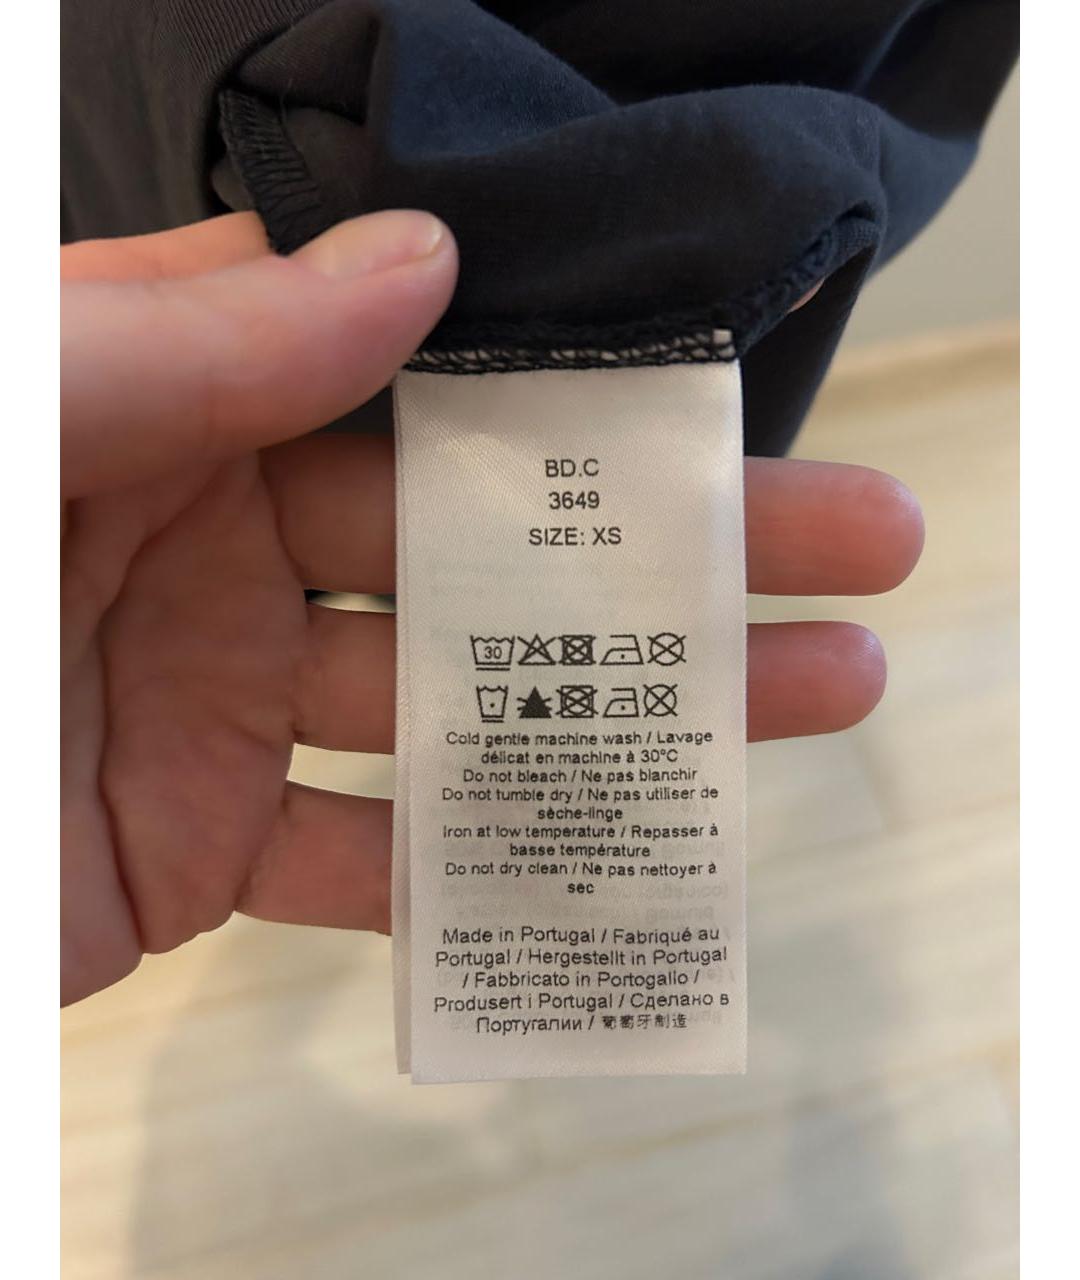 BD.C
3649
SIZE: XS
30
Cold gentle machine wash / Lavage
délicat en machine à 30°C
Do not bleach / Ne pas blanchir
Do not tumble dry / Ne pas utiliser de
sèche-linge
Iron at low temperature / Repasser à
basse température
Do not dry clean / Ne pas nettoyer à
sec
Made in Portugal / Fabriqué au
Portugal / Hergestellt in Portugal
/ Fabbricato in Portogallo /
Produsert i Portugal / Сделано в
Португалии / 葡萄牙制造